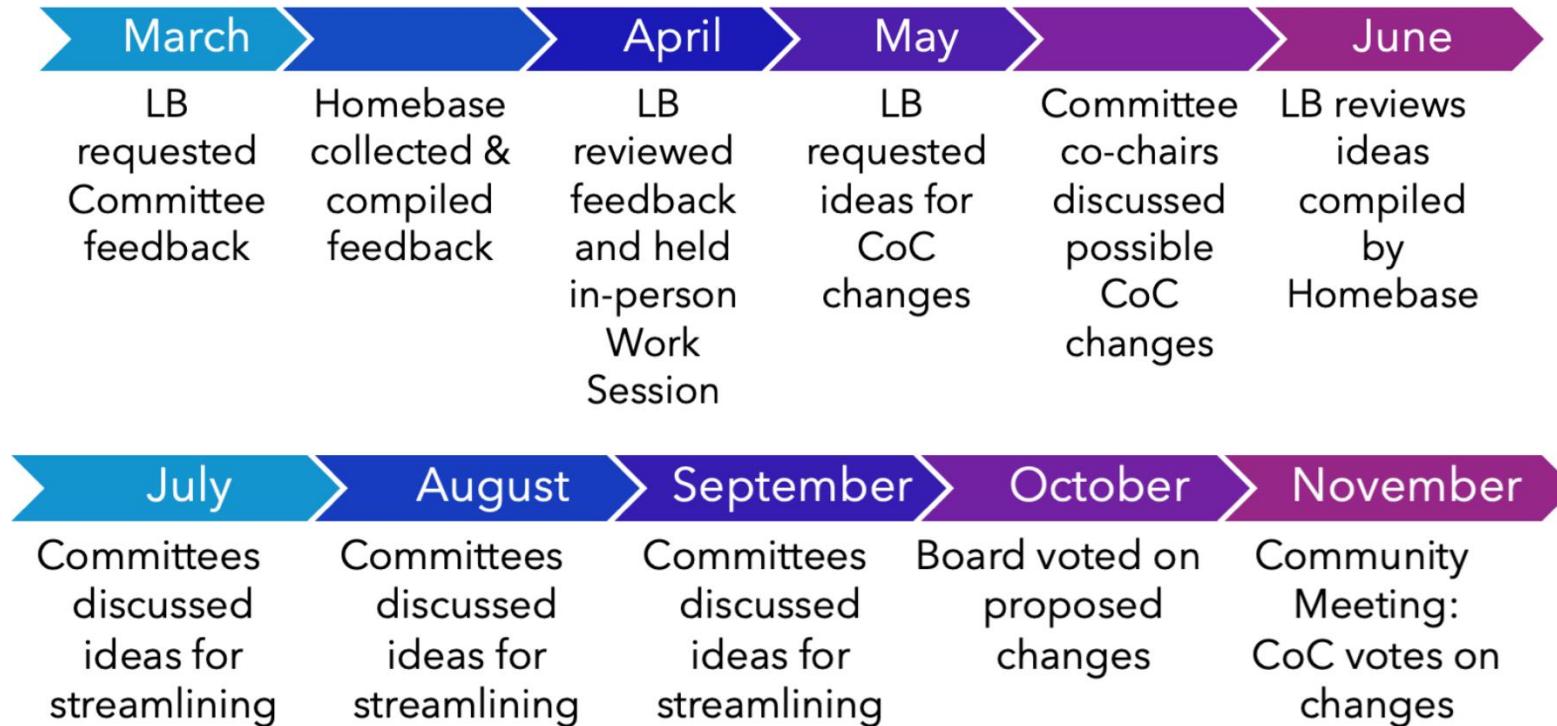 March
April
May
June
LB
requested
Committee
feedback
Homebase
collected &
compiled
feedback
LB
reviewed
feedback
and held
in-person
Work
Session
LB
requested
ideas for
CoC
changes
Committee
co-chairs
discussed
possible
CoC
changes
LB reviews
ideas
compiled
by
Homebase
July
August
September
October
November
Committees
discussed
ideas for
streamlining
Committees
discussed
ideas for
streamlining
Committees
discussed
ideas for
streamlining
Board voted on
proposed
changes
Community
Meeting:
CoC votes on
changes